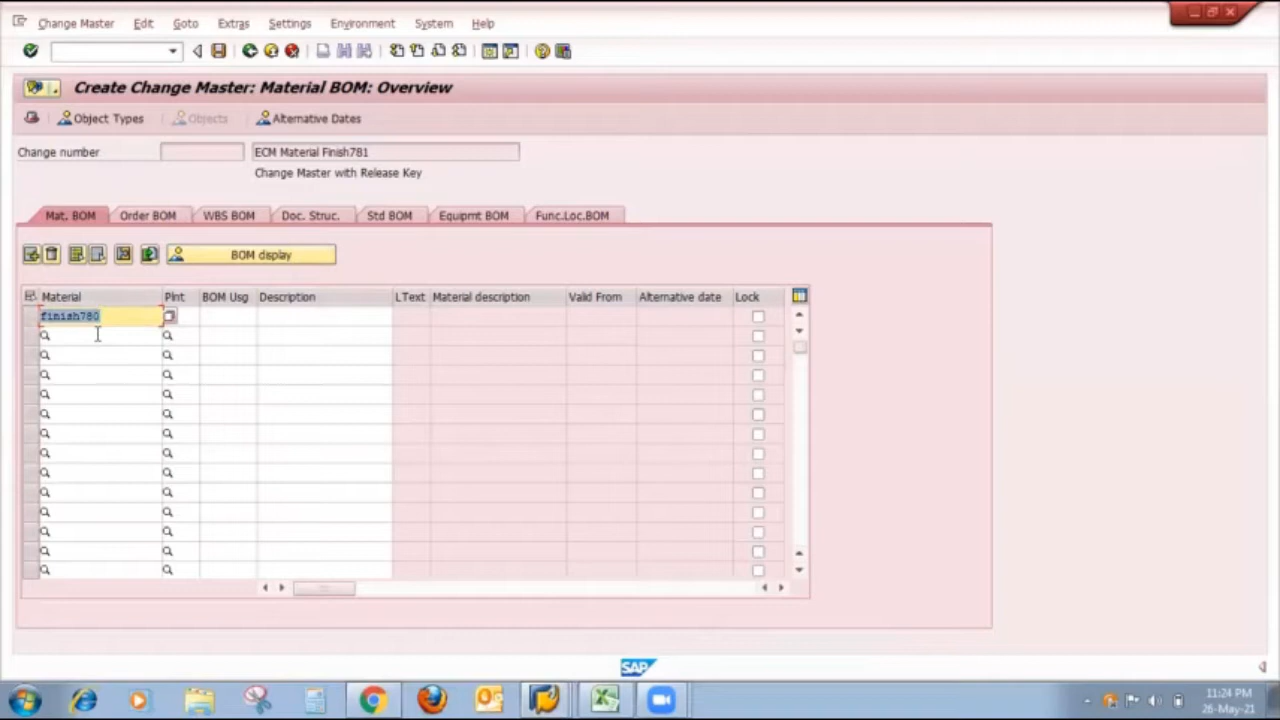 Change Master Edit Goto Extras Settings Environment System Help
Create Change Master: Material BOM: Overview
Object Types Objects Alternative Dates
Change number ECM Material Finish781
Change Master with Release Key
Mat. BOM Order BOM WBS BOM Doc. Struc. Std BOM Equipmt BOM Func.Loc.BOM
BOM display
Material Plnt BOM Usg Description LText Material description Valid From Alternative date Lock
finish780
SAP
11:24 PM
26-May-21